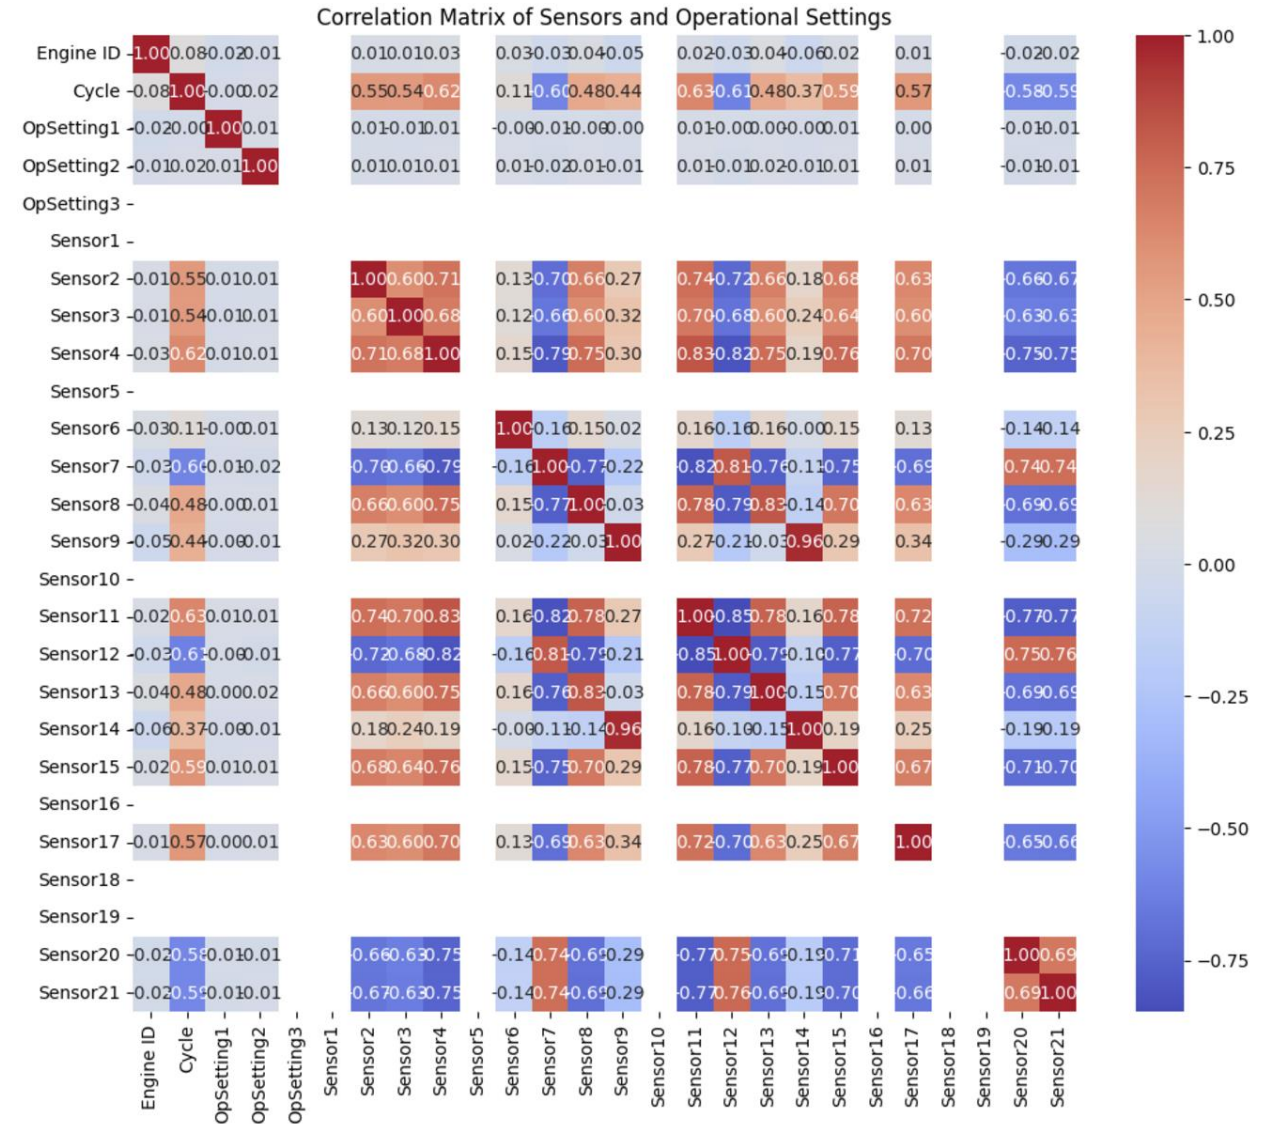 Correlation Matrix of Sensors and Operational Settings
Engine ID 1.00 0.08 -0.02 -0.01 0.01 0.01 0.03 0.03 -0.03 0.04 -0.05 0.02 -0.03 0.04 -0.06 0.02 0.01 -0.02 -0.02
Cycle 0.08 1.00 -0.00 0.02 0.55 0.54 0.62 0.11 -0.60 0.48 0.44 0.63 -0.61 0.48 0.37 0.59 0.57 -0.58 -0.59
OpSetting1 -0.02 -0.00 1.00 0.01 0.01 -0.01 0.01 -0.00 -0.01 -0.00 -0.00 0.01 -0.00 0.00 -0.00 0.01 0.00 -0.01 -0.01
OpSetting2 -0.01 0.02 0.01 1.00 0.01 0.01 0.01 0.01 -0.02 0.01 -0.01 0.01 -0.01 0.02 -0.01 0.01 0.01 -0.01 -0.01
OpSetting3
Sensor1
Sensor2 0.01 0.55 0.01 0.01 1.00 0.60 0.71 0.13 -0.70 0.66 0.27 0.74 -0.72 0.66 0.18 0.68 0.63 -0.66 -0.67
Sensor3 0.01 0.54 -0.01 0.01 0.60 1.00 0.68 0.12 -0.66 0.60 0.32 0.70 -0.68 0.60 0.24 0.64 0.60 -0.63 -0.63
Sensor4 0.03 0.62 0.01 0.01 0.71 0.68 1.00 0.15 -0.79 0.75 0.30 0.83 -0.82 0.75 0.19 0.76 0.70 -0.75 -0.75
Sensor5
Sensor6 0.03 0.11 -0.00 0.01 0.13 0.12 0.15 1.00 -0.16 0.15 0.02 0.16 -0.16 0.16 -0.00 0.15 0.13 -0.14 -0.14
Sensor7 -0.03 -0.60 -0.01 -0.02 -0.70 -0.66 -0.79 -0.16 1.00 -0.77 -0.22 -0.82 0.81 -0.76 -0.11 -0.75 -0.69 0.74 0.74
Sensor8 0.04 0.48 -0.00 0.01 0.66 0.60 0.75 0.15 -0.77 1.00 -0.03 0.78 -0.79 0.83 -0.14 0.70 0.63 -0.69 -0.69
Sensor9 -0.05 0.44 -0.00 -0.01 0.27 0.32 0.30 0.02 -0.22 -0.03 1.00 0.27 -0.21 -0.03 0.96 0.29 0.34 -0.29 -0.29
Sensor10
Sensor11 0.02 0.63 0.01 0.01 0.74 0.70 0.83 0.16 -0.82 0.78 0.27 1.00 -0.85 0.78 0.16 0.78 0.72 -0.77 -0.77
Sensor12 -0.03 -0.61 -0.00 -0.01 -0.72 -0.68 -0.82 -0.16 0.81 -0.79 -0.21 -0.85 1.00 -0.79 -0.10 -0.77 -0.70 0.75 0.76
Sensor13 0.04 0.48 0.00 0.02 0.66 0.60 0.75 0.16 -0.76 0.83 -0.03 0.78 -0.79 1.00 -0.15 0.70 0.63 -0.69 -0.69
Sensor14 -0.06 0.37 -0.00 -0.01 0.18 0.24 0.19 -0.00 -0.11 -0.14 0.96 0.16 -0.10 -0.15 1.00 0.19 0.25 -0.19 -0.19
Sensor15 0.02 0.59 0.01 0.01 0.68 0.64 0.76 0.15 -0.75 0.70 0.29 0.78 -0.77 0.70 0.19 1.00 0.67 -0.71 -0.70
Sensor16
Sensor17 0.01 0.57 0.00 0.01 0.63 0.60 0.70 0.13 -0.69 0.63 0.34 0.72 -0.70 0.63 0.25 0.67 1.00 -0.65 -0.66
Sensor18
Sensor19
Sensor20 -0.02 -0.58 -0.01 -0.01 -0.66 -0.63 -0.75 -0.14 0.74 -0.69 -0.29 -0.77 0.75 -0.69 -0.19 -0.71 -0.65 1.00 0.69
Sensor21 -0.02 -0.59 -0.01 -0.01 -0.67 -0.63 -0.75 -0.14 0.74 -0.69 -0.29 -0.77 0.76 -0.69 -0.19 -0.70 -0.66 0.69 1.00
Engine ID Cycle OpSetting1 OpSetting2 OpSetting3 Sensor1 Sensor2 Sensor3 Sensor4 Sensor5 Sensor6 Sensor7 Sensor8 Sensor9 Sensor10 Sensor11 Sensor12 Sensor13 Sensor14 Sensor15 Sensor16 Sensor17 Sensor18 Sensor19 Sensor20 Sensor21
1.00
0.75
0.50
0.25
0.00
−0.25
−0.50
−0.75